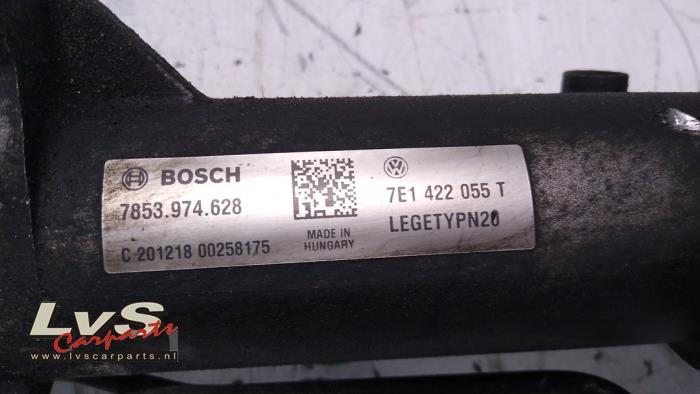 BOSCH
7853.974.628
C 201218 00258175
MADE IN
HUNGARY
7E1 422 055 T
LEGETYPN20
LvS
Carparts
www.lvscarparts.nl